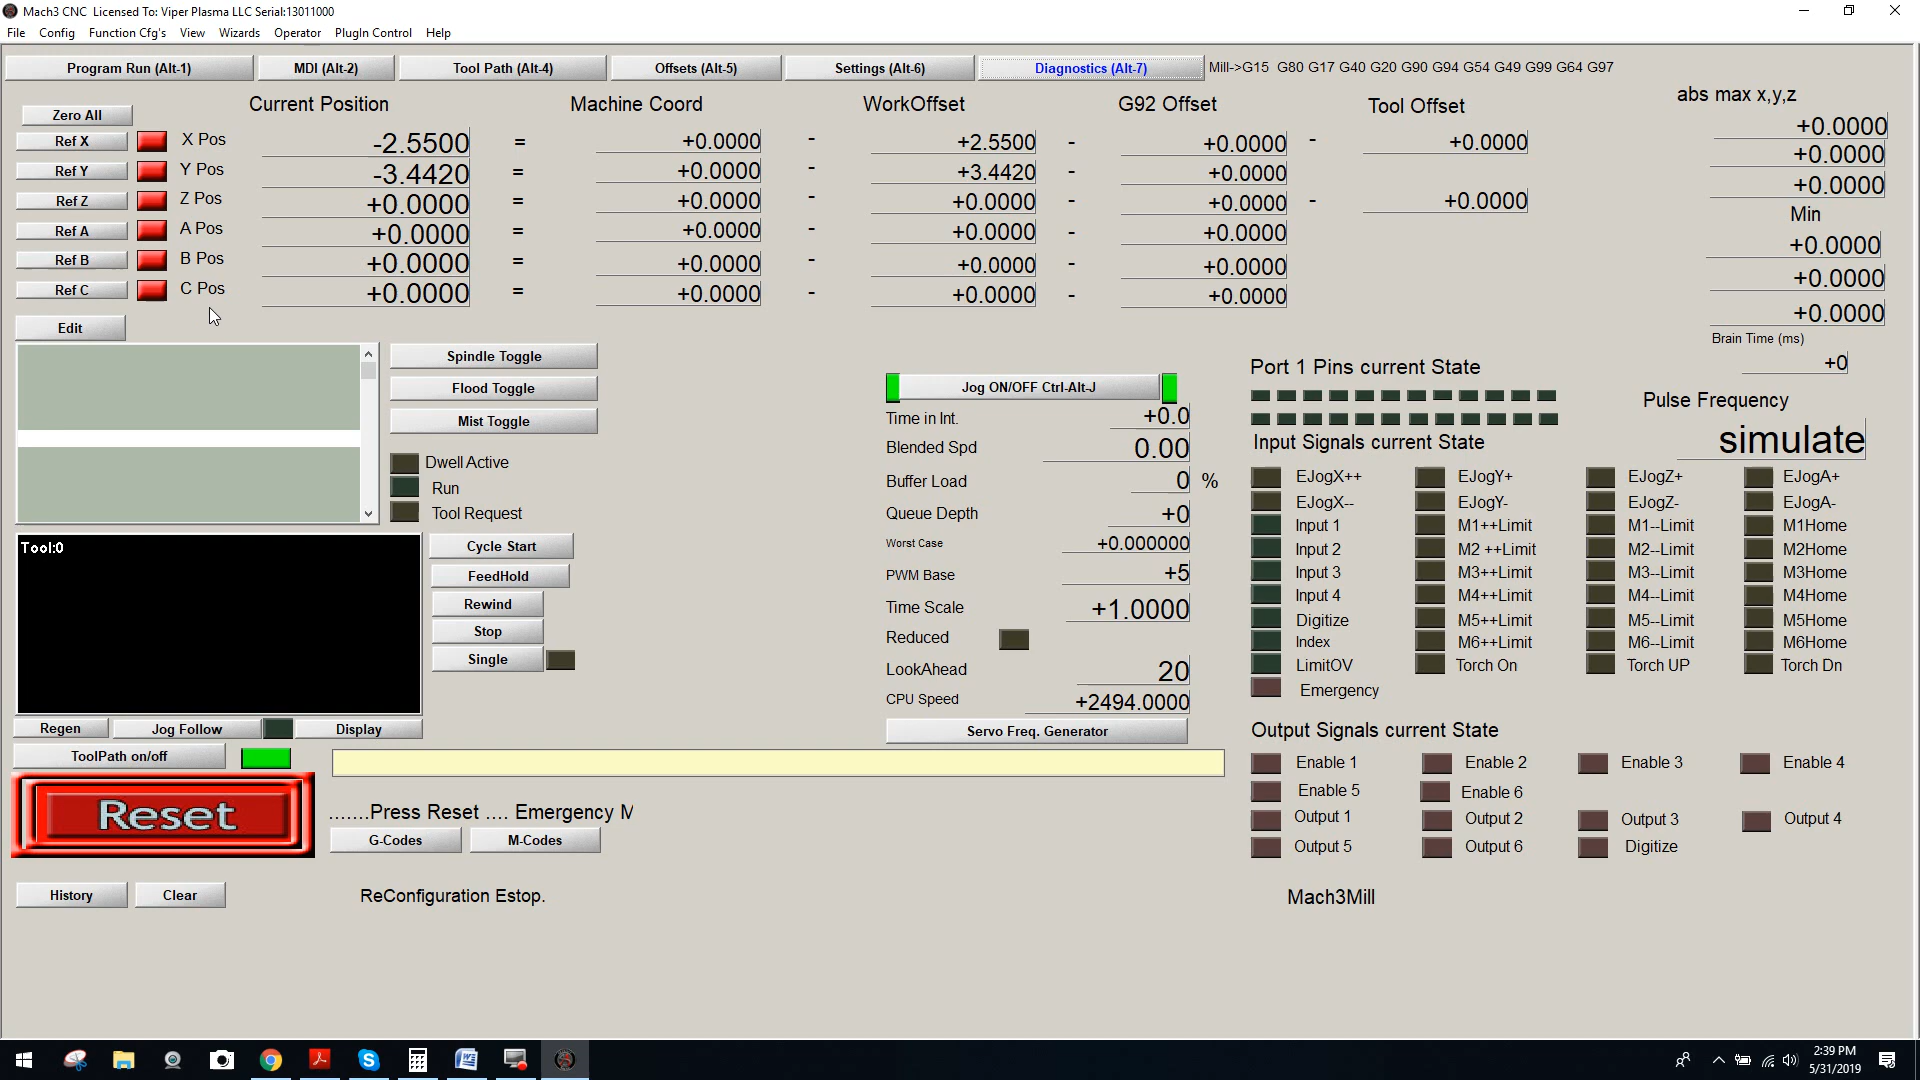 Mach3 CNC Licensed To: Viper Plasma LLC Serial:13011000
File Config Function Cfg's View Wizards Operator PlugIn Control Help
Program Run (Alt-1) MDI (Alt-2) Tool Path (Alt-4) Offsets (Alt-5) Settings (Alt-6) Diagnostics (Alt-7) Mill->G15 G80 G17 G40 G20 G90 G94 G54 G49 G99 G64 G97
Current Position Machine Coord WorkOffset G92 Offset Tool Offset abs max x,y,z
Zero All
+0.0000
Ref X X Pos -2.5500 = +0.0000 - +2.5500 - +0.0000 - +0.0000
+0.0000
Ref Y Y Pos -3.4420 = +0.0000 - +3.4420 - +0.0000
+0.0000
Ref Z Z Pos +0.0000 = +0.0000 - +0.0000 - +0.0000 - +0.0000
Min
Ref A A Pos +0.0000 = +0.0000 - +0.0000 - +0.0000
+0.0000
Ref B B Pos +0.0000 = +0.0000 - +0.0000 - +0.0000
+0.0000
Ref C C Pos +0.0000 = +0.0000 - +0.0000 - +0.0000
+0.0000
Edit
Brain Time (ms)
+0
Spindle Toggle
Flood Toggle
Mist Toggle
Dwell Active
Run
Tool Request
Tool:0
Cycle Start
FeedHold
Rewind
Stop
Single
Regen Jog Follow Display
ToolPath on/off
Reset
.......Press Reset .... Emergency M
G-Codes M-Codes
History Clear ReConfiguration Estop.
Jog ON/OFF Ctrl-Alt-J
Time in Int. +0.0
Blended Spd 0.00
Buffer Load 0 %
Queue Depth +0
Worst Case +0.000000
PWM Base +5
Time Scale +1.0000
Reduced
LookAhead 20
CPU Speed +2494.0000
Servo Freq. Generator
Port 1 Pins current State
Pulse Frequency
simulate
Input Signals current State
EJogX++ EJogY+ EJogZ+ EJogA+
EJogX-- EJogY- EJogZ- EJogA-
Input 1 M1++Limit M1--Limit M1Home
Input 2 M2 ++Limit M2--Limit M2Home
Input 3 M3++Limit M3--Limit M3Home
Input 4 M4++Limit M4--Limit M4Home
Digitize M5++Limit M5--Limit M5Home
Index M6++Limit M6--Limit M6Home
LimitOV Torch On Torch UP Torch Dn
Emergency
Output Signals current State
Enable 1 Enable 2 Enable 3 Enable 4
Enable 5 Enable 6
Output 1 Output 2 Output 3 Output 4
Output 5 Output 6 Digitize
Mach3Mill
2:39 PM
5/31/2019